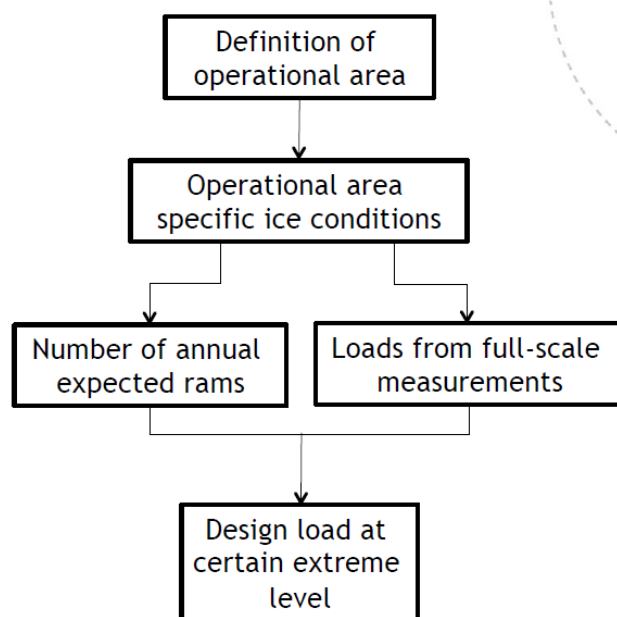 Definition of
operational area
Operational area
specific ice conditions
Number of annual
expected rams
Loads from full-scale
measurements
Design load at
certain extreme
level